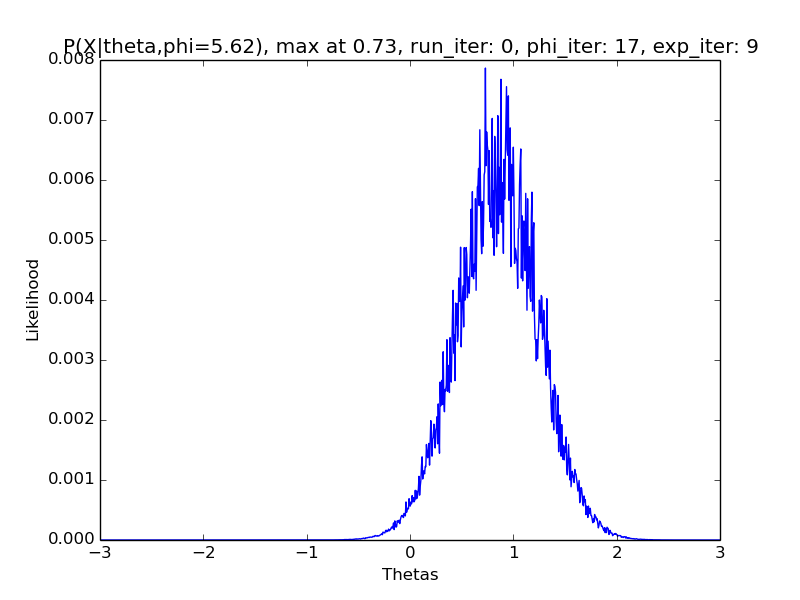 P(X|theta,phi=5.62), max at 0.73, run_iter: 0, phi_iter: 17, exp_iter: 9
0.008
0.007
0.006
0.005
0.004
0.003
0.002
0.001
0.000
Likelihood
−3 −2 −1 0 1 2 3
Thetas